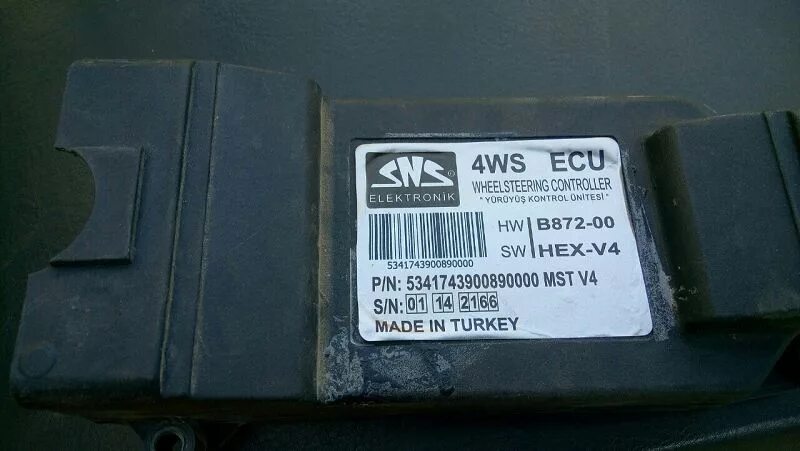 SNS ®
ELEKTRONİK
4WS ECU
WHEELSTEERING CONTROLLER
"YÜRÜYÜŞ KONTROL ÜNİTESİ"
5341743900890000
HW B872-00
SW HEX-V4
P/N: 5341743900890000 MST V4
S/N: 01 14 2166
MADE IN TURKEY